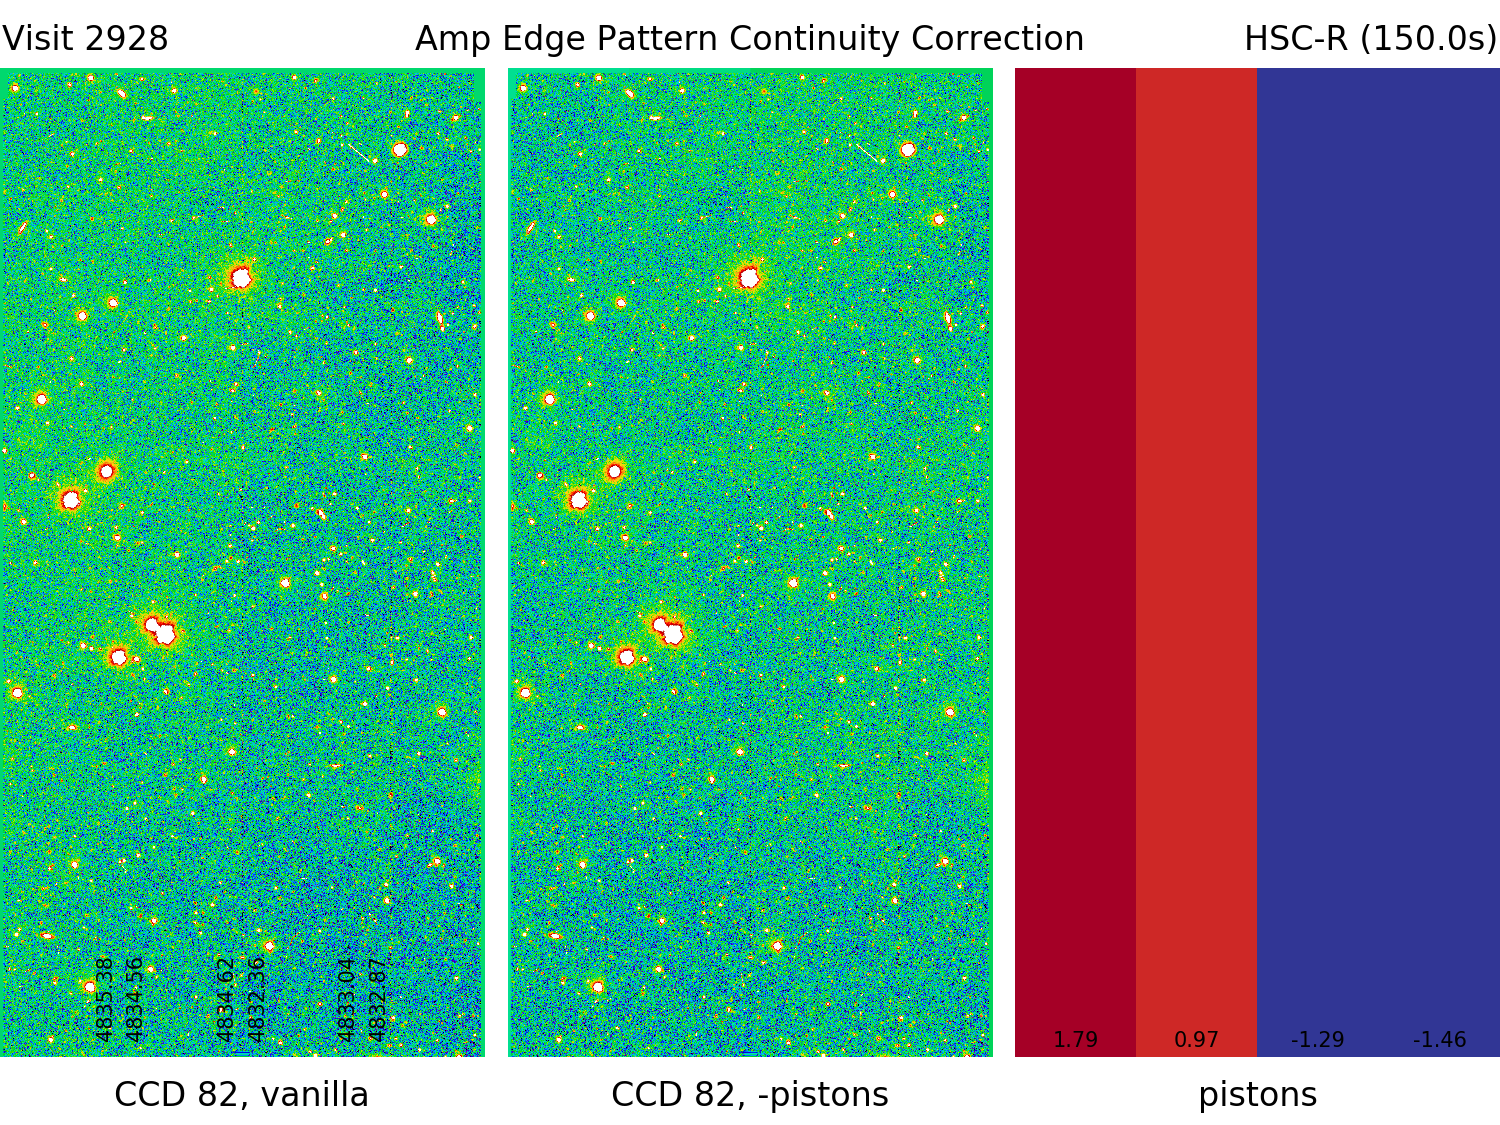 Visit 2928
Amp Edge Pattern Continuity Correction
HSC-R (150.0s)
4835.38
4834.56
4834.62
4832.36
4833.04
4832.87
1.79
0.97
-1.29
-1.46
CCD 82, vanilla
CCD 82, -pistons
pistons